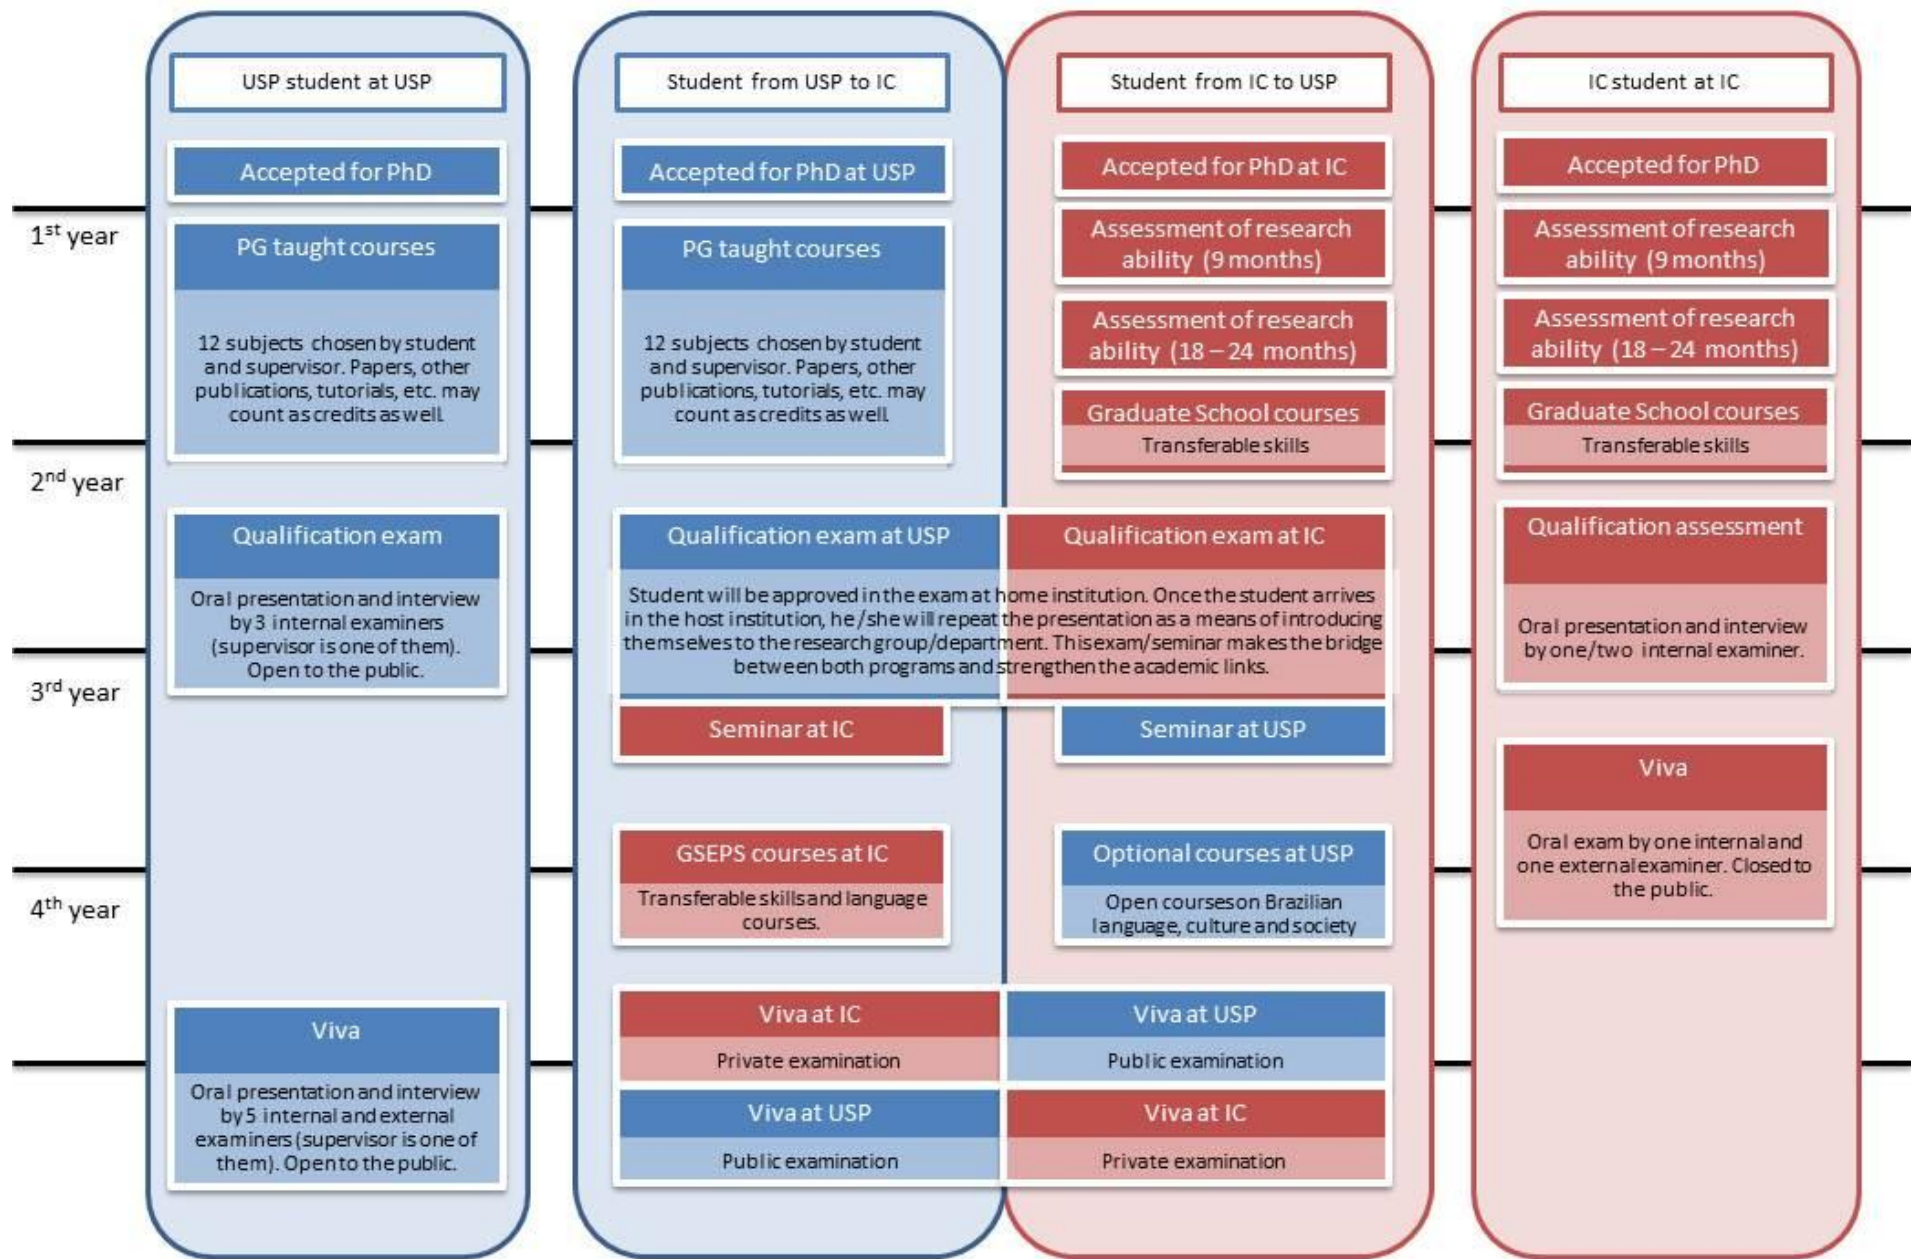 USP student at USP
Student from USP to IC
Student from IC to USP
IC student at IC
Accepted for PhD
Accepted for PhD at USP
Accepted for PhD at IC
Accepted for PhD
1st year
PG taught courses
12 subjects chosen by student
and supervisor. Papers, other
publications, tutorials, etc. may
count as credits as well.
PG taught courses
12 subjects chosen by student
and supervisor. Papers, other
publications, tutorials, etc. may
count as credits as well.
Assessment of research
ability (9 months)
Assessment of research
ability (18 – 24 months)
Graduate School courses
Transferable skills
Assessment of research
ability (9 months)
Assessment of research
ability (18 – 24 months)
Graduate School courses
Transferable skills
2nd year
Qualification exam
Oral presentation and interview
by 3 internal examiners
(supervisor is one of them).
Open to the public.
Qualification exam at USP
Qualification exam at IC
Student will be approved in the exam at home institution. Once the student arrives
in the host institution, he/she will repeat the presentation as a means of introducing
themselves to the research group/department. This exam/seminar makes the bridge
between both programs and strengthen the academic links.
Qualification assessment
Oral presentation and interview
by one/two internal examiner.
3rd year
Seminar at IC
Seminar at USP
Viva
Oral exam by one internal and
one external examiner. Closed to
the public.
GSEPS courses at IC
Transferable skills and language
courses.
Optional courses at USP
Open courses on Brazilian
language, culture and society
4th year
Viva
Oral presentation and interview
by 5 internal and external
examiners (supervisor is one of
them). Open to the public.
Viva at IC
Private examination
Viva at USP
Public examination
Viva at USP
Public examination
Viva at IC
Private examination